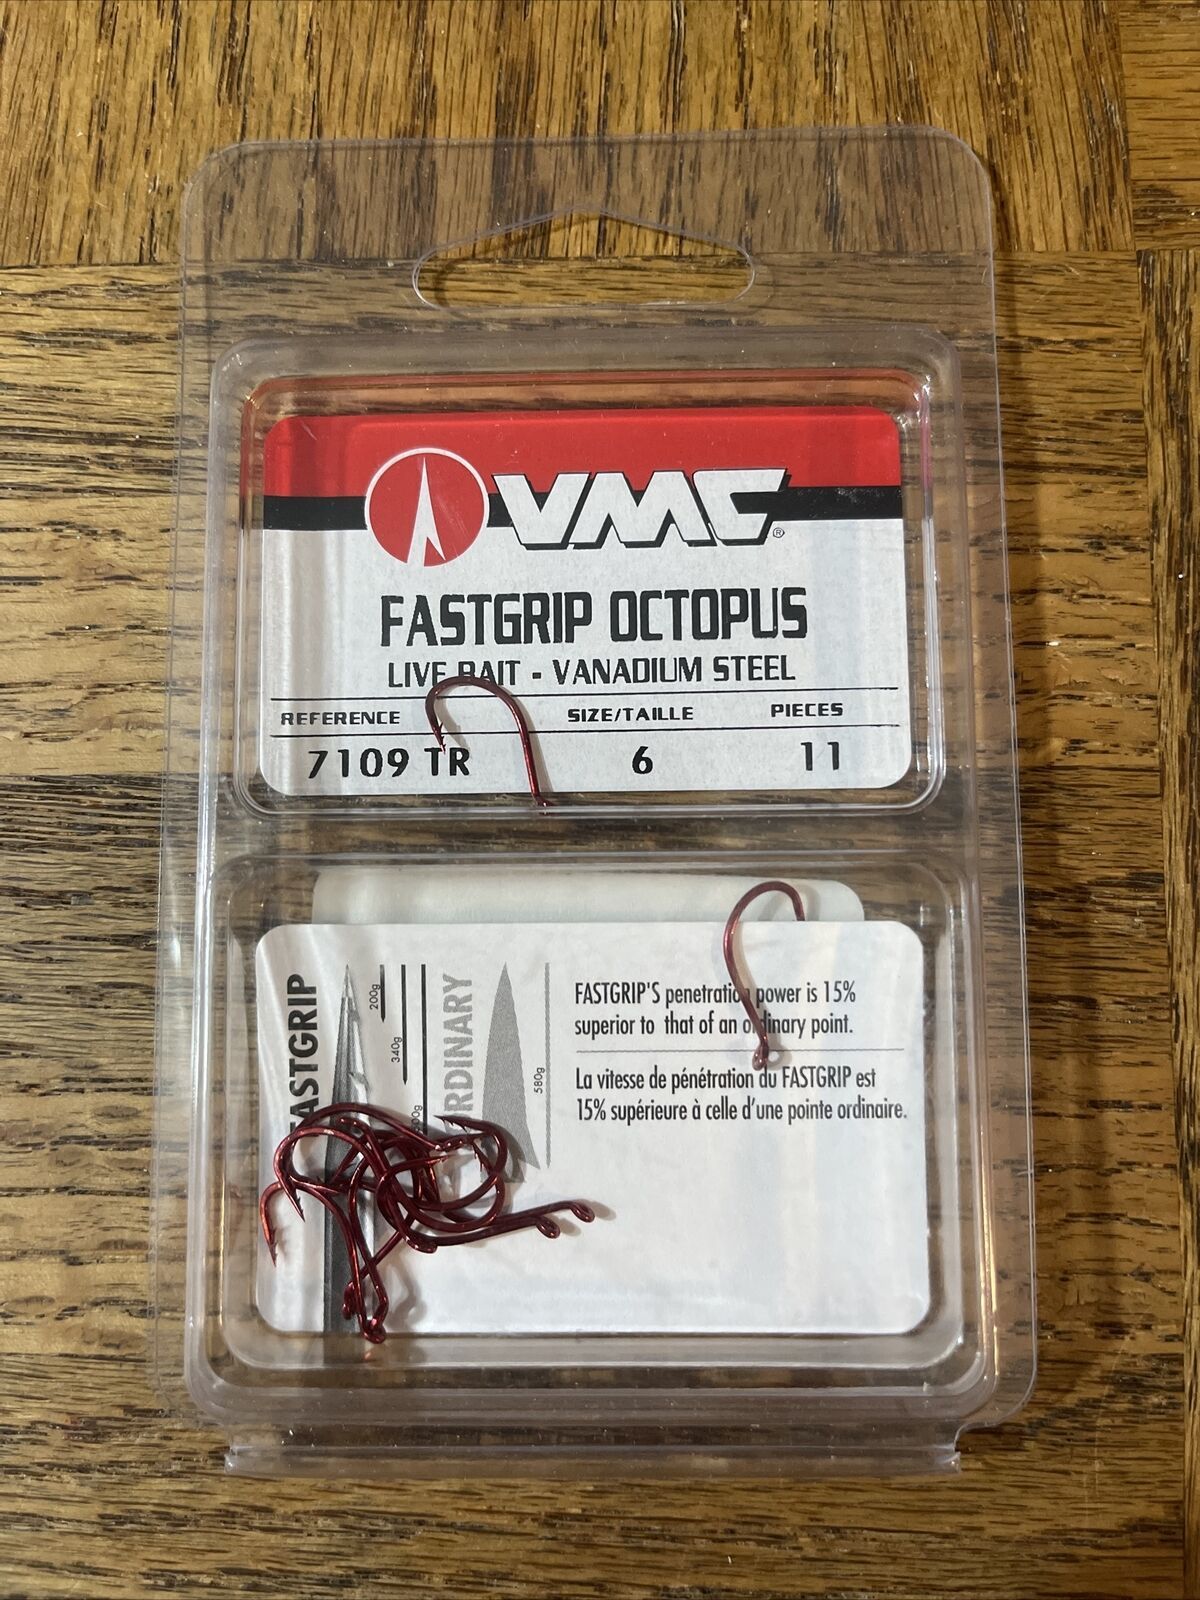 VMC®
FASTGRIP OCTOPUS
LIVE BAIT - VANADIUM STEEL
REFERENCE SIZE/TAILLE PIECES
7109 TR 6 11
FASTGRIP
200g
340g
ORDINARY
580g
FASTGRIP'S penetration power is 15%
superior to that of an ordinary point.
La vitesse de pénétration du FASTGRIP est
15% supérieure à celle d'une pointe ordinaire.